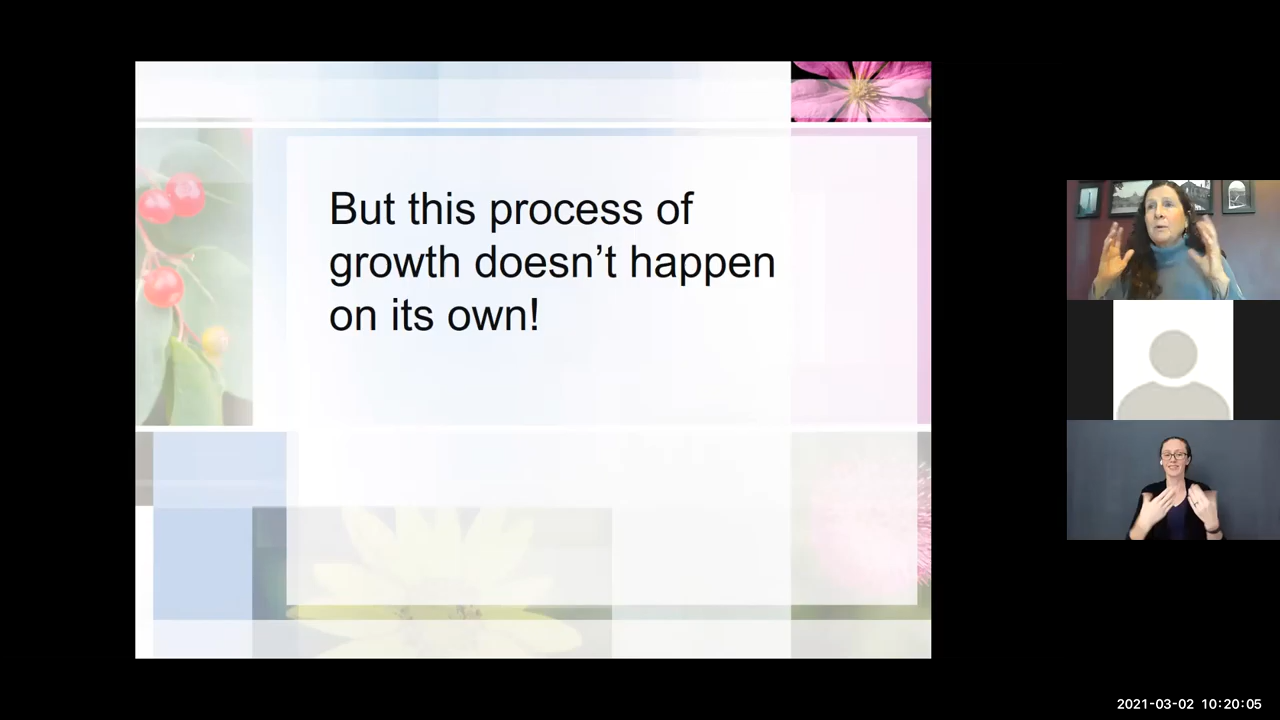 But this process of
growth doesn’t happen
on its own!
2021-03-02 10:20:05